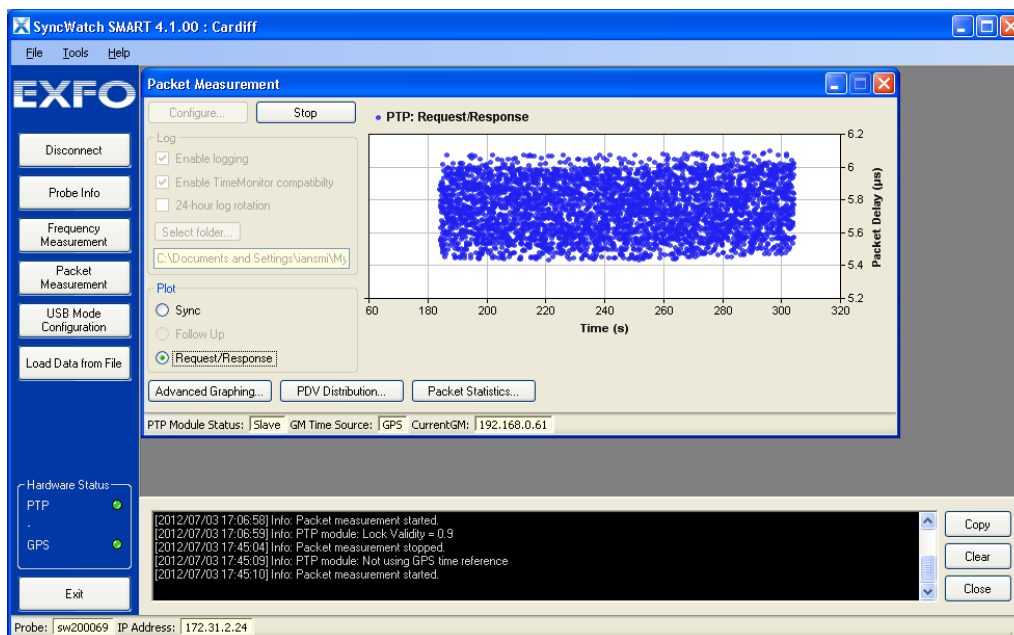 SyncWatch SMART 4.1.00 : Cardiff
File Tools Help
EXFO
Disconnect
Probe Info
Frequency
Measurement
Packet
Measurement
USB Mode
Configuration
Load Data from File
Hardware Status
PTP
-
GPS
Exit
Packet Measurement
Configure... Stop
Log
Enable logging
Enable TimeMonitor compatibilty
24-hour log rotation
Select folder...
C:\Documents and Settings\iansmi\My
Plot
Sync
Follow Up
Request/Response
PTP: Request/Response
6.2
6
5.8
5.6
5.4
5.2
Packet Delay (µs)
60 180 200 220 240 260 280 300 320
Time (s)
Advanced Graphing... PDV Distribution... Packet Statistics...
PTP Module Status: Slave GM Time Source: GPS CurrentGM: 192.168.0.61
[2012/07/03 17:06:58] Info: Packet measurement started.
[2012/07/03 17:06:59] Info: PTP module: Lock Validity = 0.9
[2012/07/03 17:45:04] Info: Packet measurement stopped.
[2012/07/03 17:45:09] Info: PTP module: Not using GPS time reference
[2012/07/03 17:45:10] Info: Packet measurement started.
Copy
Clear
Close
Probe: sw200069 IP Address: 172.31.2.24